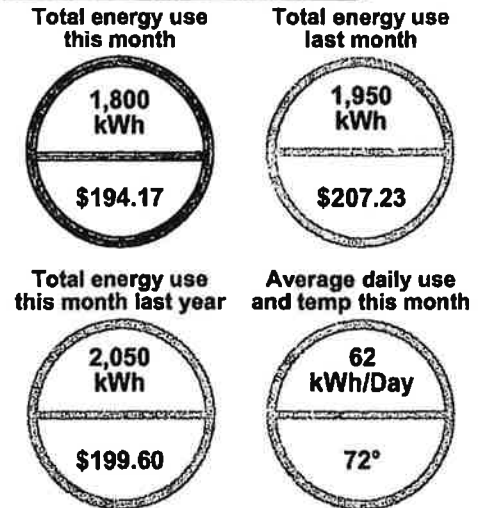 Total energy use
this month
1,800
kWh
$194.17
Total energy use
last month
1,950
kWh
$207.23
Total energy use
this month last year
2,050
kWh
$199.60
Average daily use
and temp this month
62
kWh/Day
72°